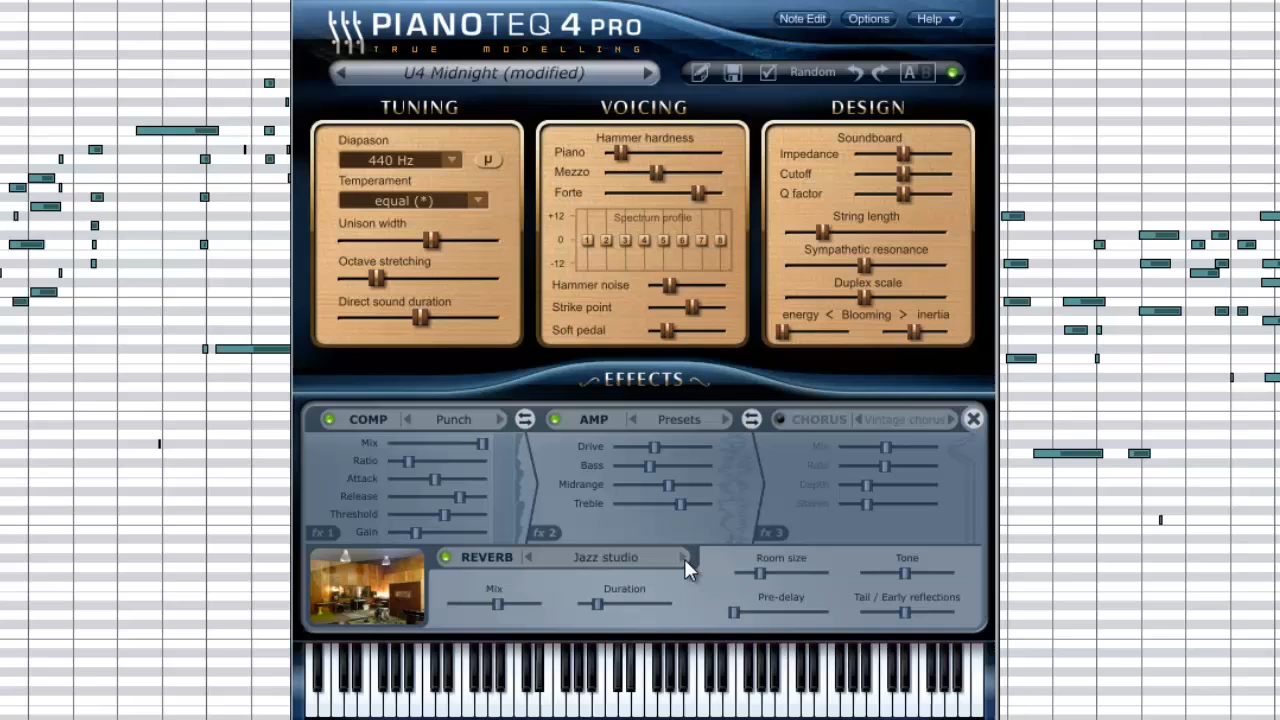 PIANOTEQ 4 PRO
TRUE MODELLING
Note Edit
Options
Help
U4 Midnight (modified)
Random
A B
TUNING
Diapason
440 Hz
µ
Temperament
equal (*)
Unison width
Octave stretching
Direct sound duration
VOICING
Hammer hardness
Piano
Mezzo
Forte
Spectrum profile
+12
0
-12
1 2 3 4 5 6 7 8
Hammer noise
Strike point
Soft pedal
DESIGN
Soundboard
Impedance
Cutoff
Q factor
String length
Sympathetic resonance
Duplex scale
energy < Blooming > inertia
EFFECTS
COMP
Punch
Mix
Ratio
Attack
Release
Threshold
Gain
fx 1
AMP
Presets
Drive
Bass
Midrange
Treble
fx 2
CHORUS
Vintage chorus
Mix
Rate
Depth
Stereo
fx 3
REVERB
Jazz studio
Mix
Duration
Room size
Tone
Pre-delay
Tail / Early reflections